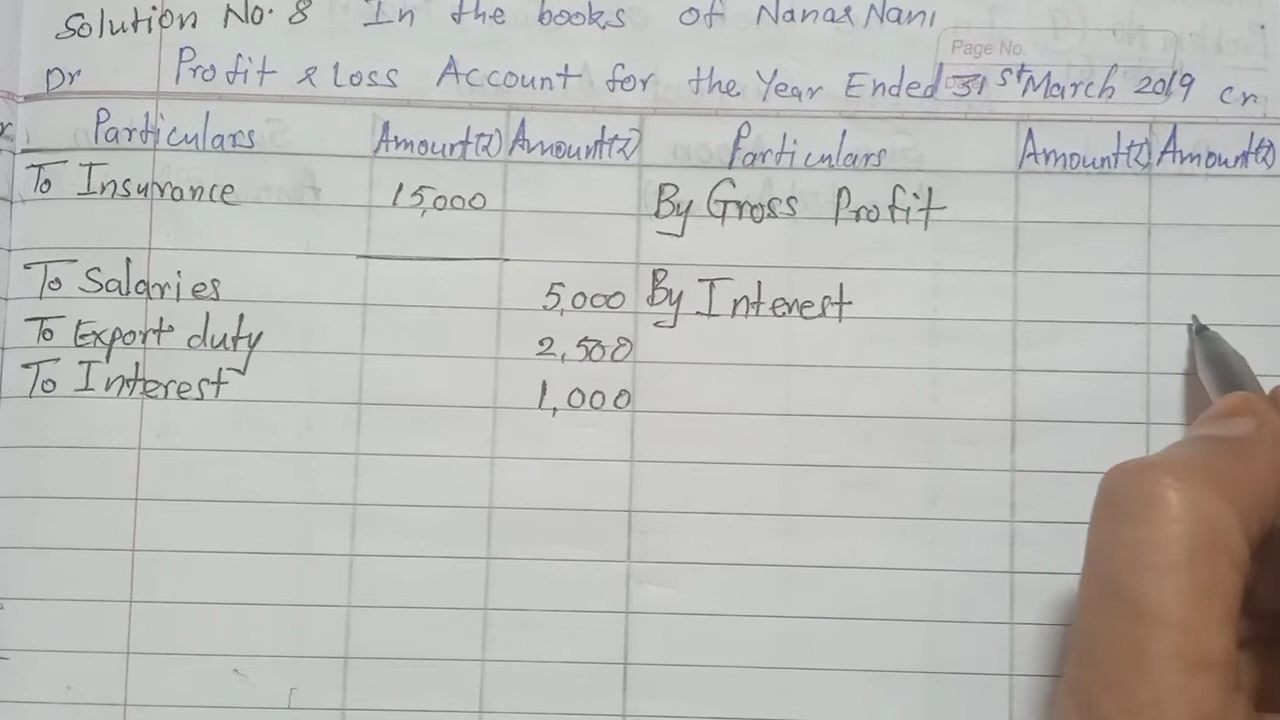 Solution No. 8 In the books of Nana & Nani
Page No.
Dr Profit & Loss Account for the Year Ended 31st March 2019 Cr
Particulars Amount(₹) Amount(₹) Particulars Amount(₹) Amount(₹)
To Insurance 15,000 By Gross Profit
To Salaries 5,000 By Interest
To Export duty 2,500
To Interest 1,000